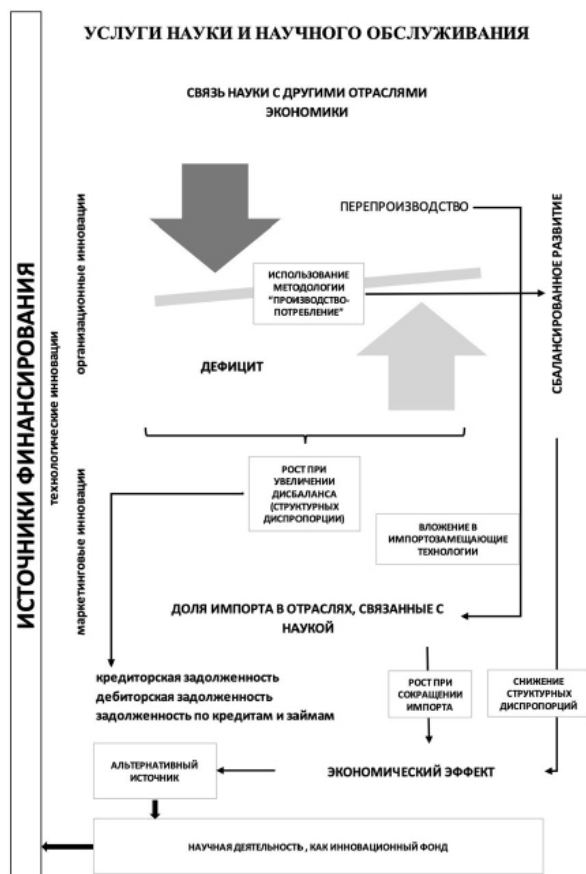 УСЛУГИ НАУКИ И НАУЧНОГО ОБСЛУЖИВАНИЯ
СВЯЗЬ НАУКИ С ДРУГИМИ ОТРАСЛЯМИ
ЭКОНОМИКИ
ИСТОЧНИКИ ФИНАНСИРОВАНИЯ
технологические инновации
организационные инновации
маркетинговые инновации
ПЕРЕПРОИЗВОДСТВО
СБАЛАНСИРОВАННОЕ РАЗВИТИЕ
ИСПОЛЬЗОВАНИЕ
МЕТОДОЛОГИИ
"ПРОИЗВОДСТВО-
ПОТРЕБЛЕНИЕ"
ДЕФИЦИТ
РОСТ ПРИ
УВЕЛИЧЕНИИ
ДИСБАЛАНСА
(СТРУКТУРНЫХ
ДИСПРОПОРЦИИ)
ВЛОЖЕНИЕ В
ИМПОРТОЗАМЕЩАЮЩИЕ
ТЕХНОЛОГИИ
ДОЛЯ ИМПОРТА В ОТРАСЛЯХ, СВЯЗАННЫЕ С
НАУКОЙ
кредиторская задолженность
дебиторская задолженность
задолженность по кредитам и займам
РОСТ ПРИ
СОКРАЩЕНИИ
ИМПОРТА
СНИЖЕНИЕ
СТРУКТУРНЫХ
ДИСПРОПОРЦИЙ
АЛЬТЕРНАТИВНЫЙ
ИСТОЧНИК
ЭКОНОМИЧЕСКИЙ ЭФФЕКТ
НАУЧНАЯ ДЕЯТЕЛЬНОСТЬ , КАК ИННОВАЦИОННЫЙ ФОНД